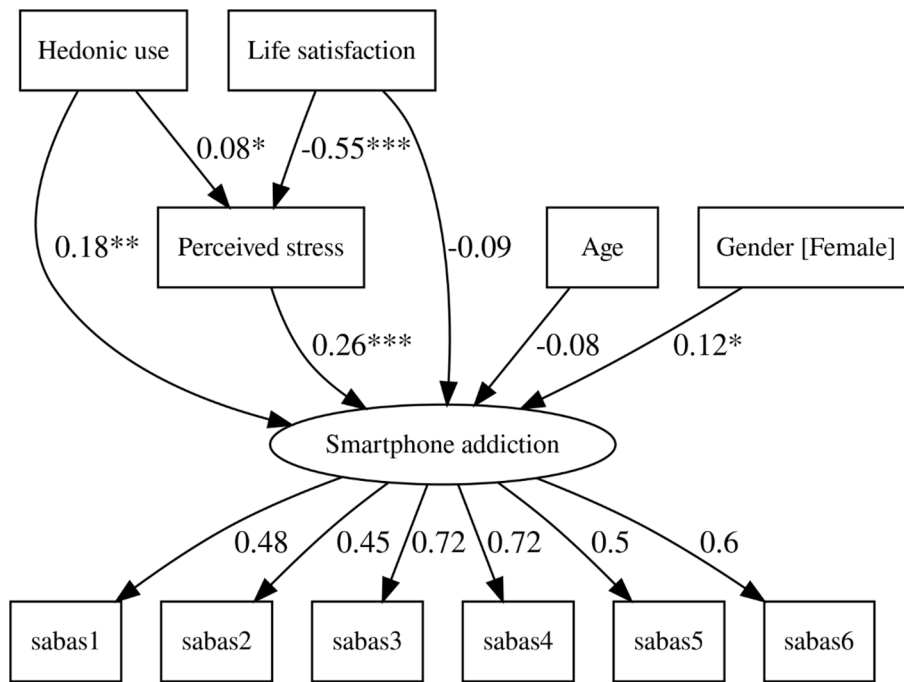 Hedonic use
Life satisfaction
0.08*
-0.55***
0.18**
Perceived stress
-0.09
Age
Gender [Female]
0.26***
-0.08
0.12*
Smartphone addiction
0.48
0.45
0.72
0.72
0.5
0.6
sabas1
sabas2
sabas3
sabas4
sabas5
sabas6